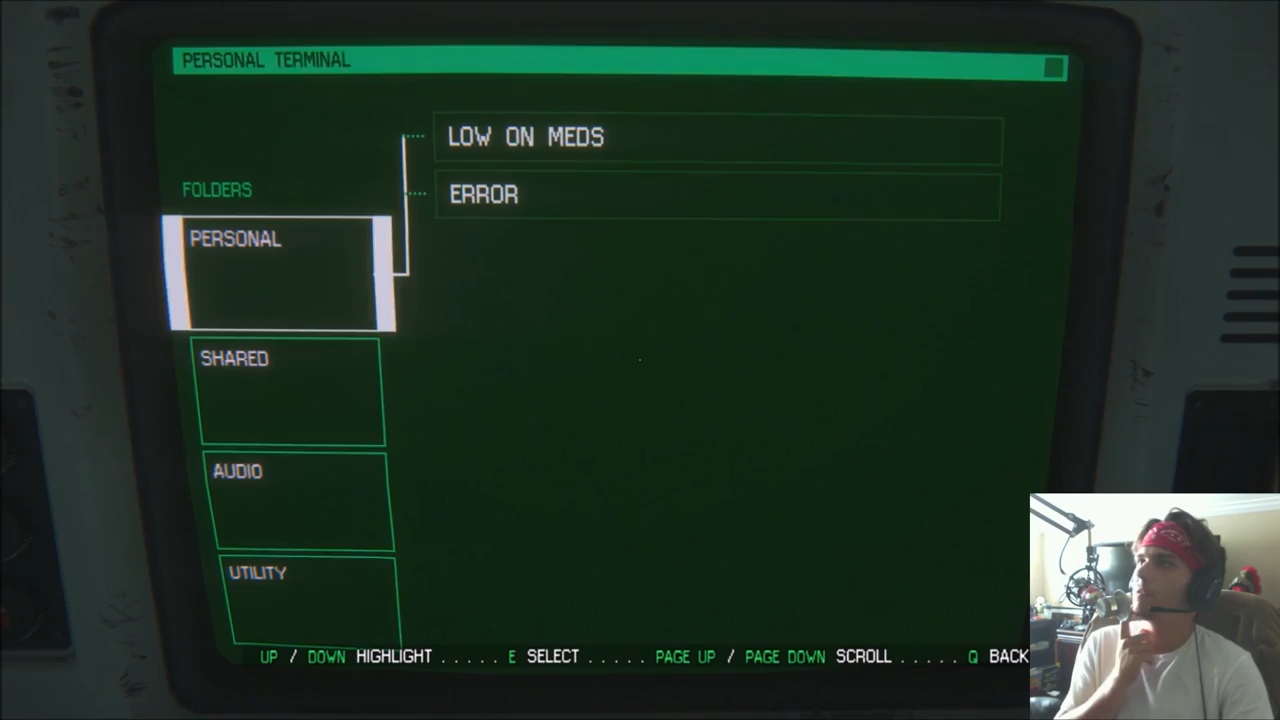 PERSONAL TERMINAL
LOW ON MEDS
ERROR
FOLDERS
PERSONAL
SHARED
AUDIO
UTILITY
UP / DOWN HIGHLIGHT ..... E SELECT ..... PAGE UP / PAGE DOWN SCROLL ..... Q BACK